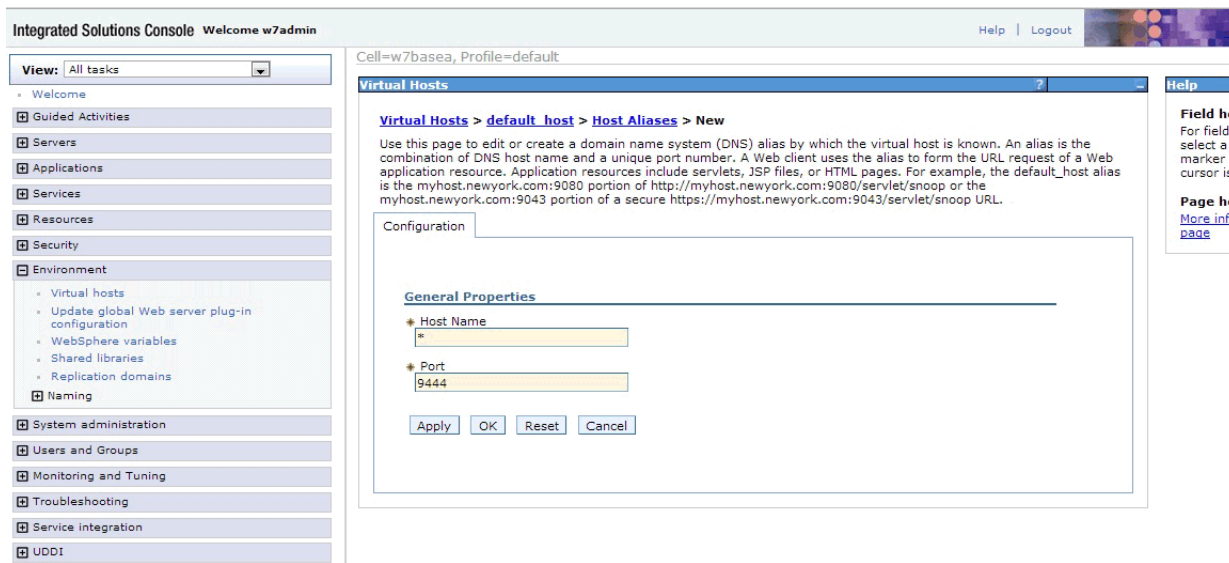 Integrated Solutions Console Welcome w7admin
Help | Logout
View: All tasks
Welcome
Guided Activities
Servers
Applications
Services
Resources
Security
Environment
Virtual hosts
Update global Web server plug-in
configuration
WebSphere variables
Shared libraries
Replication domains
Naming
System administration
Users and Groups
Monitoring and Tuning
Troubleshooting
Service integration
UDDI
Cell=w7basea, Profile=default
Virtual Hosts
?
Virtual Hosts > default_host > Host Aliases > New
Use this page to edit or create a domain name system (DNS) alias by which the virtual host is known. An alias is the
combination of DNS host name and a unique port number. A Web client uses the alias to form the URL request of a Web
application resource. Application resources include servlets, JSP files, or HTML pages. For example, the default_host alias
is the myhost.newyork.com:9080 portion of http://myhost.newyork.com:9080/servlet/snoop or the
myhost.newyork.com:9043 portion of a secure https://myhost.newyork.com:9043/servlet/snoop URL.
Configuration
General Properties
Host Name
*
Port
9444
Apply OK Reset Cancel
Help
Field
For field
select a
marker
cursor
Page
More
page